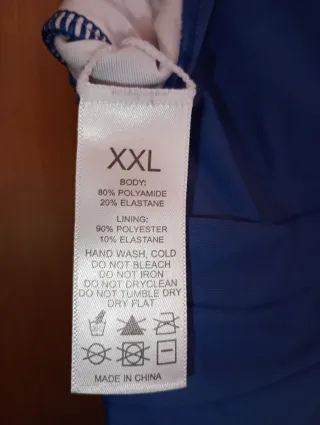 XXL
BODY:
80% POLYAMIDE
20% ELASTANE
LINING:
90% POLYESTER
10% ELASTANE
HAND WASH, COLD
DO NOT BLEACH
DO NOT IRON
DO NOT DRYCLEAN
DO NOT TUMBLE DRY
DRY FLAT
MADE IN CHINA